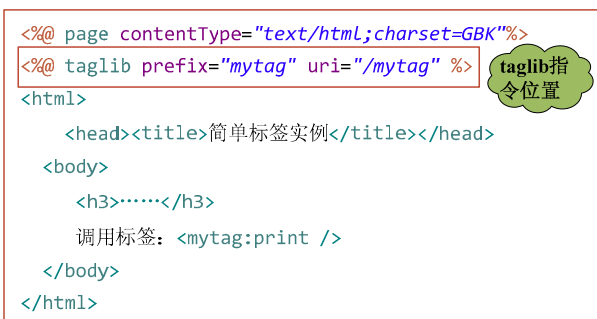 <%@ page contentType="text/html;charset=GBK"%>
<%@ taglib prefix="mytag" uri="/mytag" %>
taglib指
令位置
<html>
<head><title>简单标签实例</title></head>
<body>
<h3>……</h3>
调用标签：<mytag:print />
</body>
</html>